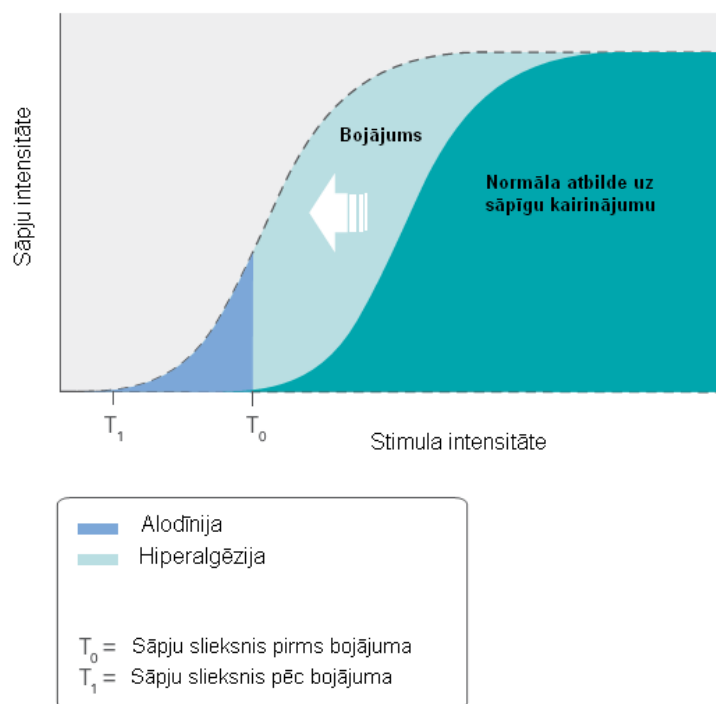 Sāpju intensitāte
Bojājums
Normāla atbilde uz
sāpīgu kairinājumu
T₁
T₀
Stimula intensitāte
Alodīnija
Hiperalgēzija
T₀ = Sāpju slieksnis pirms bojājuma
T₁ = Sāpju slieksnis pēc bojājuma